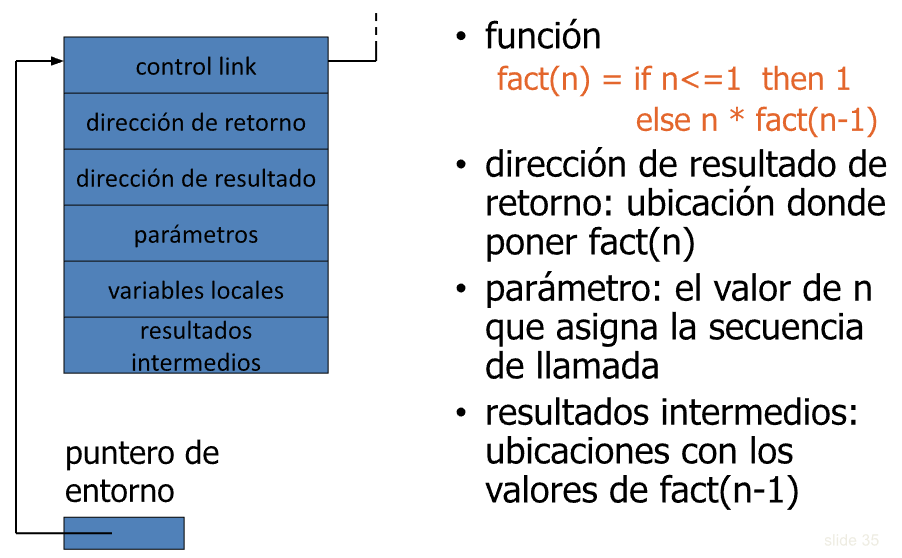 control link
dirección de retorno
dirección de resultado
parámetros
variables locales
resultados
intermedios
puntero de
entorno
• función
fact(n) = if n<=1 then 1
else n * fact(n-1)
• dirección de resultado de
retorno: ubicación donde
poner fact(n)
• parámetro: el valor de n
que asigna la secuencia
de llamada
• resultados intermedios:
ubicaciones con los
valores de fact(n-1)
slide 35